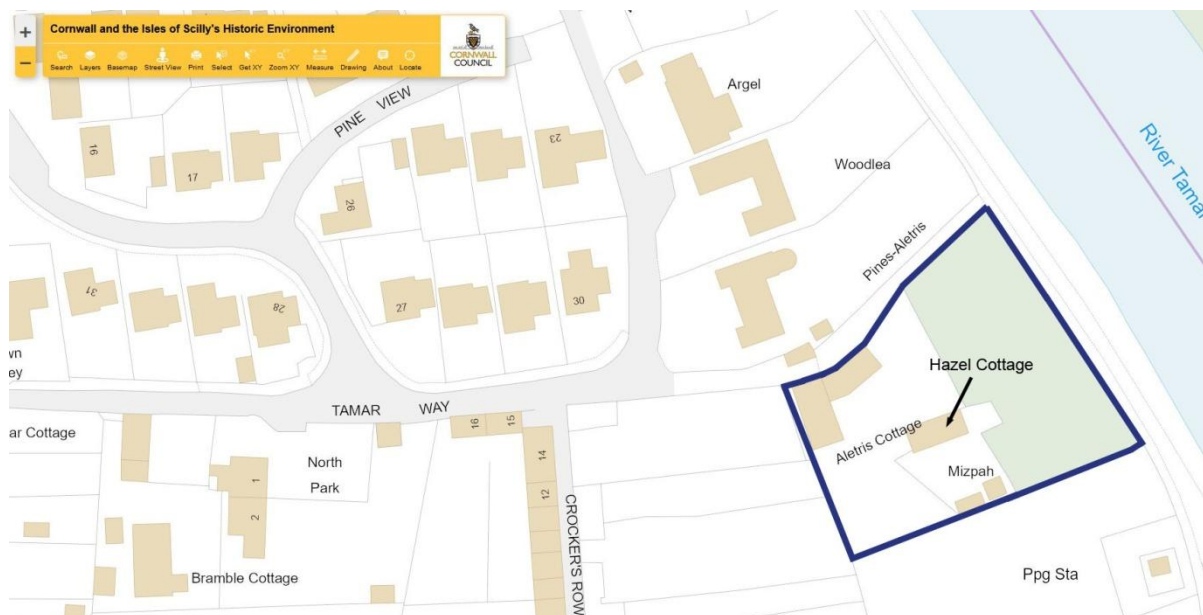 Cornwall and the Isles of Scilly's Historic Environment
Search Layers Basemap Street View Print Select Get XY Zoom XY Measure Drawing About Locate
CORNWALL
COUNCIL
+
−
PINE VIEW
16
17
26
23
Argel
Woodlea
River Tamar
Pines-Aletris
31
28
27
30
Hazel Cottage
TAMAR WAY
16
15
ar Cottage
North
Park
1
2
14
12
CROCKER'S ROW
Aletris Cottage
Mizpah
Bramble Cottage
Ppg Sta
wn
ey